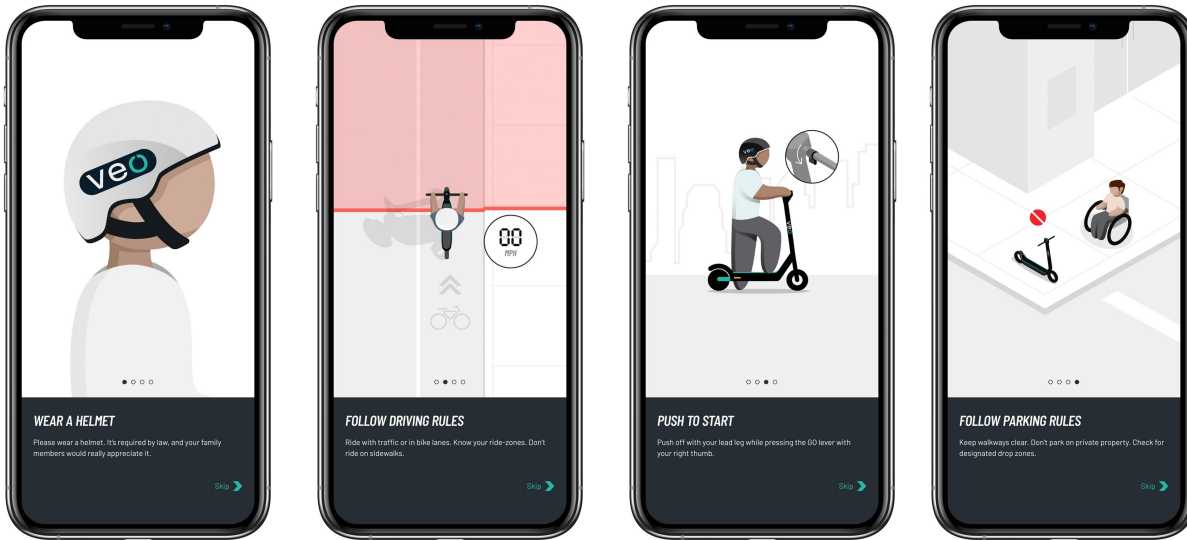 veo
WEAR A HELMET
Please wear a helmet. It's required by law, and your family
members would really appreciate it.
Skip
00
MPH
FOLLOW DRIVING RULES
Ride with traffic or in bike lanes. Know your ride-zones. Don't
ride on sidewalks.
Skip
veo
PUSH TO START
Push off with your lead leg while pressing the GO lever with
your right thumb.
Skip
FOLLOW PARKING RULES
Keep walkways clear. Don't park on private property. Check for
designated drop zones.
Skip